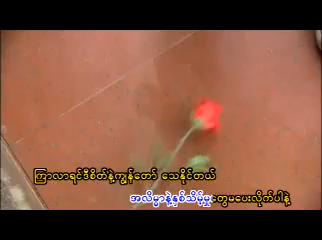 ကြာလာရင်ဒီစိတ်နဲ့ကျွန်တော် သေနိုင်တယ်
အလိမ္မာနဲ့နှစ်သိမ့်မှုတွေမပေးလိုက်ပါနဲ့